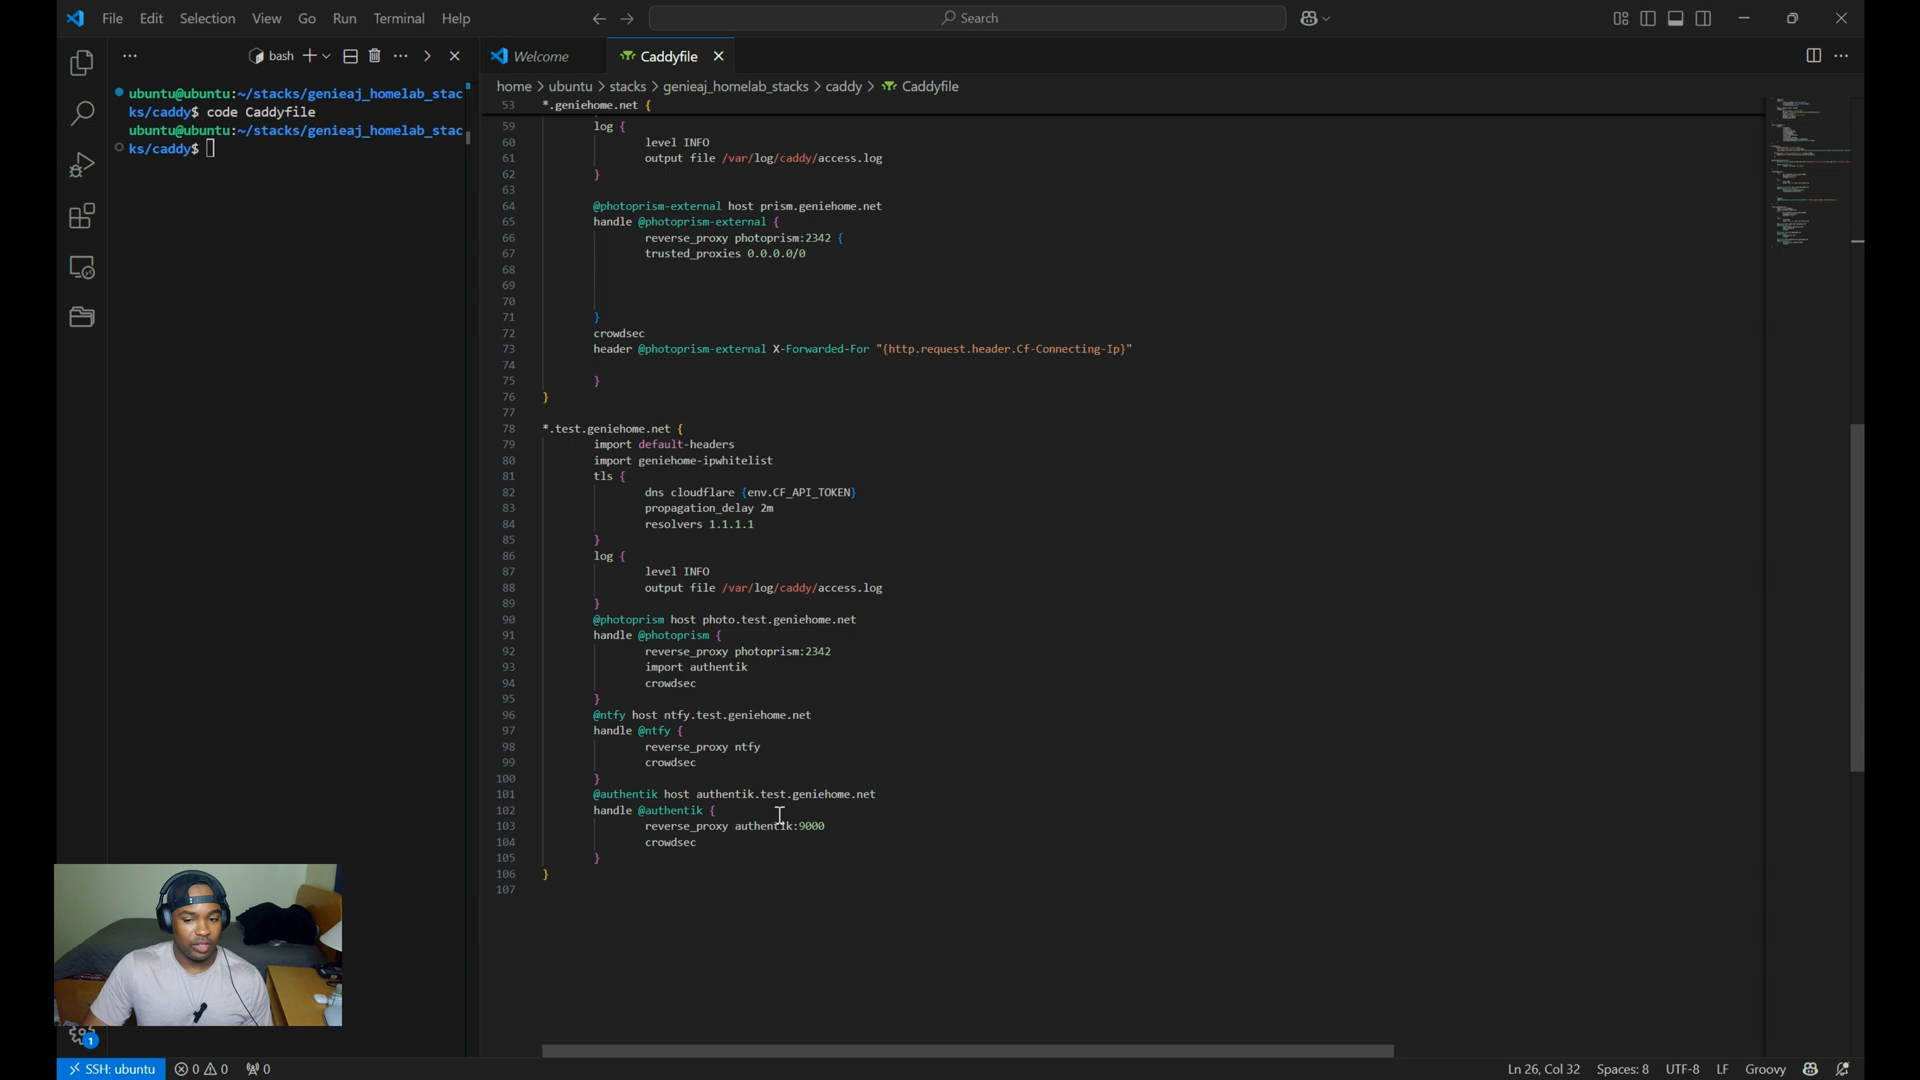 File Edit Selection View Go Run Terminal Help
Search
bash
Welcome
Caddyfile
home > ubuntu > stacks > genieaj_homelab_stacks > caddy > Caddyfile
ubuntu@ubuntu:~/stacks/genieaj_homelab_stac
ks/caddy$ code Caddyfile
ubuntu@ubuntu:~/stacks/genieaj_homelab_stac
ks/caddy$
53 *.geniehome.net {
59 log {
60 level INFO
61 output file /var/log/caddy/access.log
62 }
63
64 @photoprism-external host prism.geniehome.net
65 handle @photoprism-external {
66 reverse_proxy photoprism:2342 {
67 trusted_proxies 0.0.0.0/0
68
69
70
71 }
72 crowdsec
73 header @photoprism-external X-Forwarded-For "{http.request.header.Cf-Connecting-Ip}"
74
75 }
76 }
77
78 *.test.geniehome.net {
79 import default-headers
80 import geniehome-ipwhitelist
81 tls {
82 dns cloudflare {env.CF_API_TOKEN}
83 propagation_delay 2m
84 resolvers 1.1.1.1
85 }
86 log {
87 level INFO
88 output file /var/log/caddy/access.log
89 }
90 @photoprism host photo.test.geniehome.net
91 handle @photoprism {
92 reverse_proxy photoprism:2342
93 import authentik
94 crowdsec
95 }
96 @ntfy host ntfy.test.geniehome.net
97 handle @ntfy {
98 reverse_proxy ntfy
99 crowdsec
100 }
101 @authentik host authentik.test.geniehome.net
102 handle @authentik {
103 reverse_proxy authentik:9000
104 crowdsec
105 }
106 }
107
1
SSH: ubuntu 0 0 0
Ln 26, Col 32 Spaces: 8 UTF-8 LF Groovy